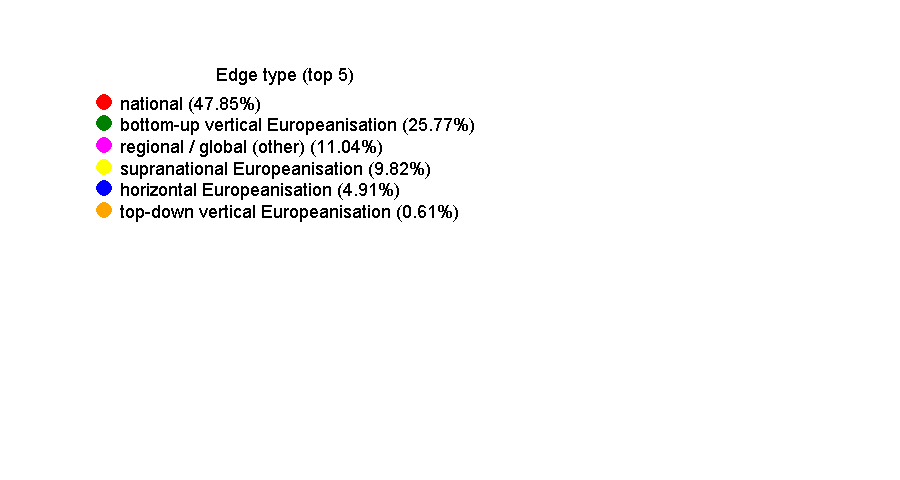 Edge type (top 5)
national (47.85%)
bottom-up vertical Europeanisation (25.77%)
regional / global (other) (11.04%)
supranational Europeanisation (9.82%)
horizontal Europeanisation (4.91%)
top-down vertical Europeanisation (0.61%)